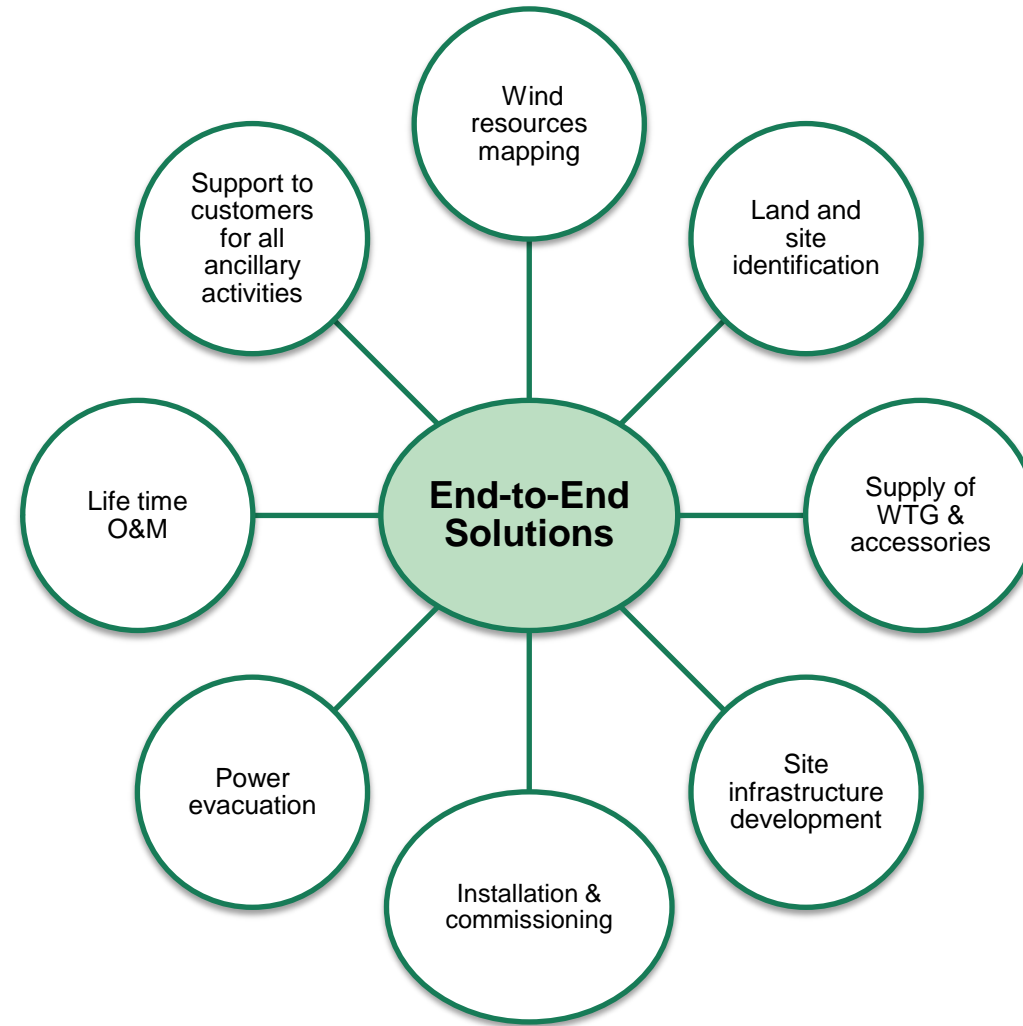 Wind
resources
mapping
Land and
site
identification
Supply of
WTG &
accessories
Site
infrastructure
development
Installation &
commissioning
Power
evacuation
Life time
O&M
Support to
customers
for all
ancillary
activities
End-to-End
Solutions